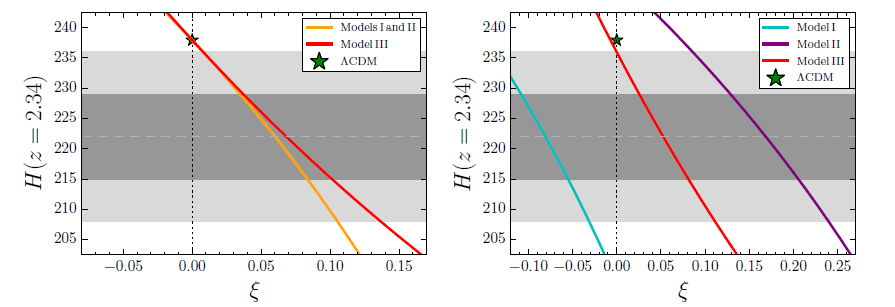 240
235
230
225
220
215
210
205
H(z = 2.34)
−0.05
0.00
0.05
0.10
0.15
ξ
Models I and II
Model III
ΛCDM
240
235
230
225
220
215
210
205
H(z = 2.34)
−0.10
−0.05
0.00
0.05
0.10
0.15
0.20
0.25
ξ
Model I
Model II
Model III
ΛCDM